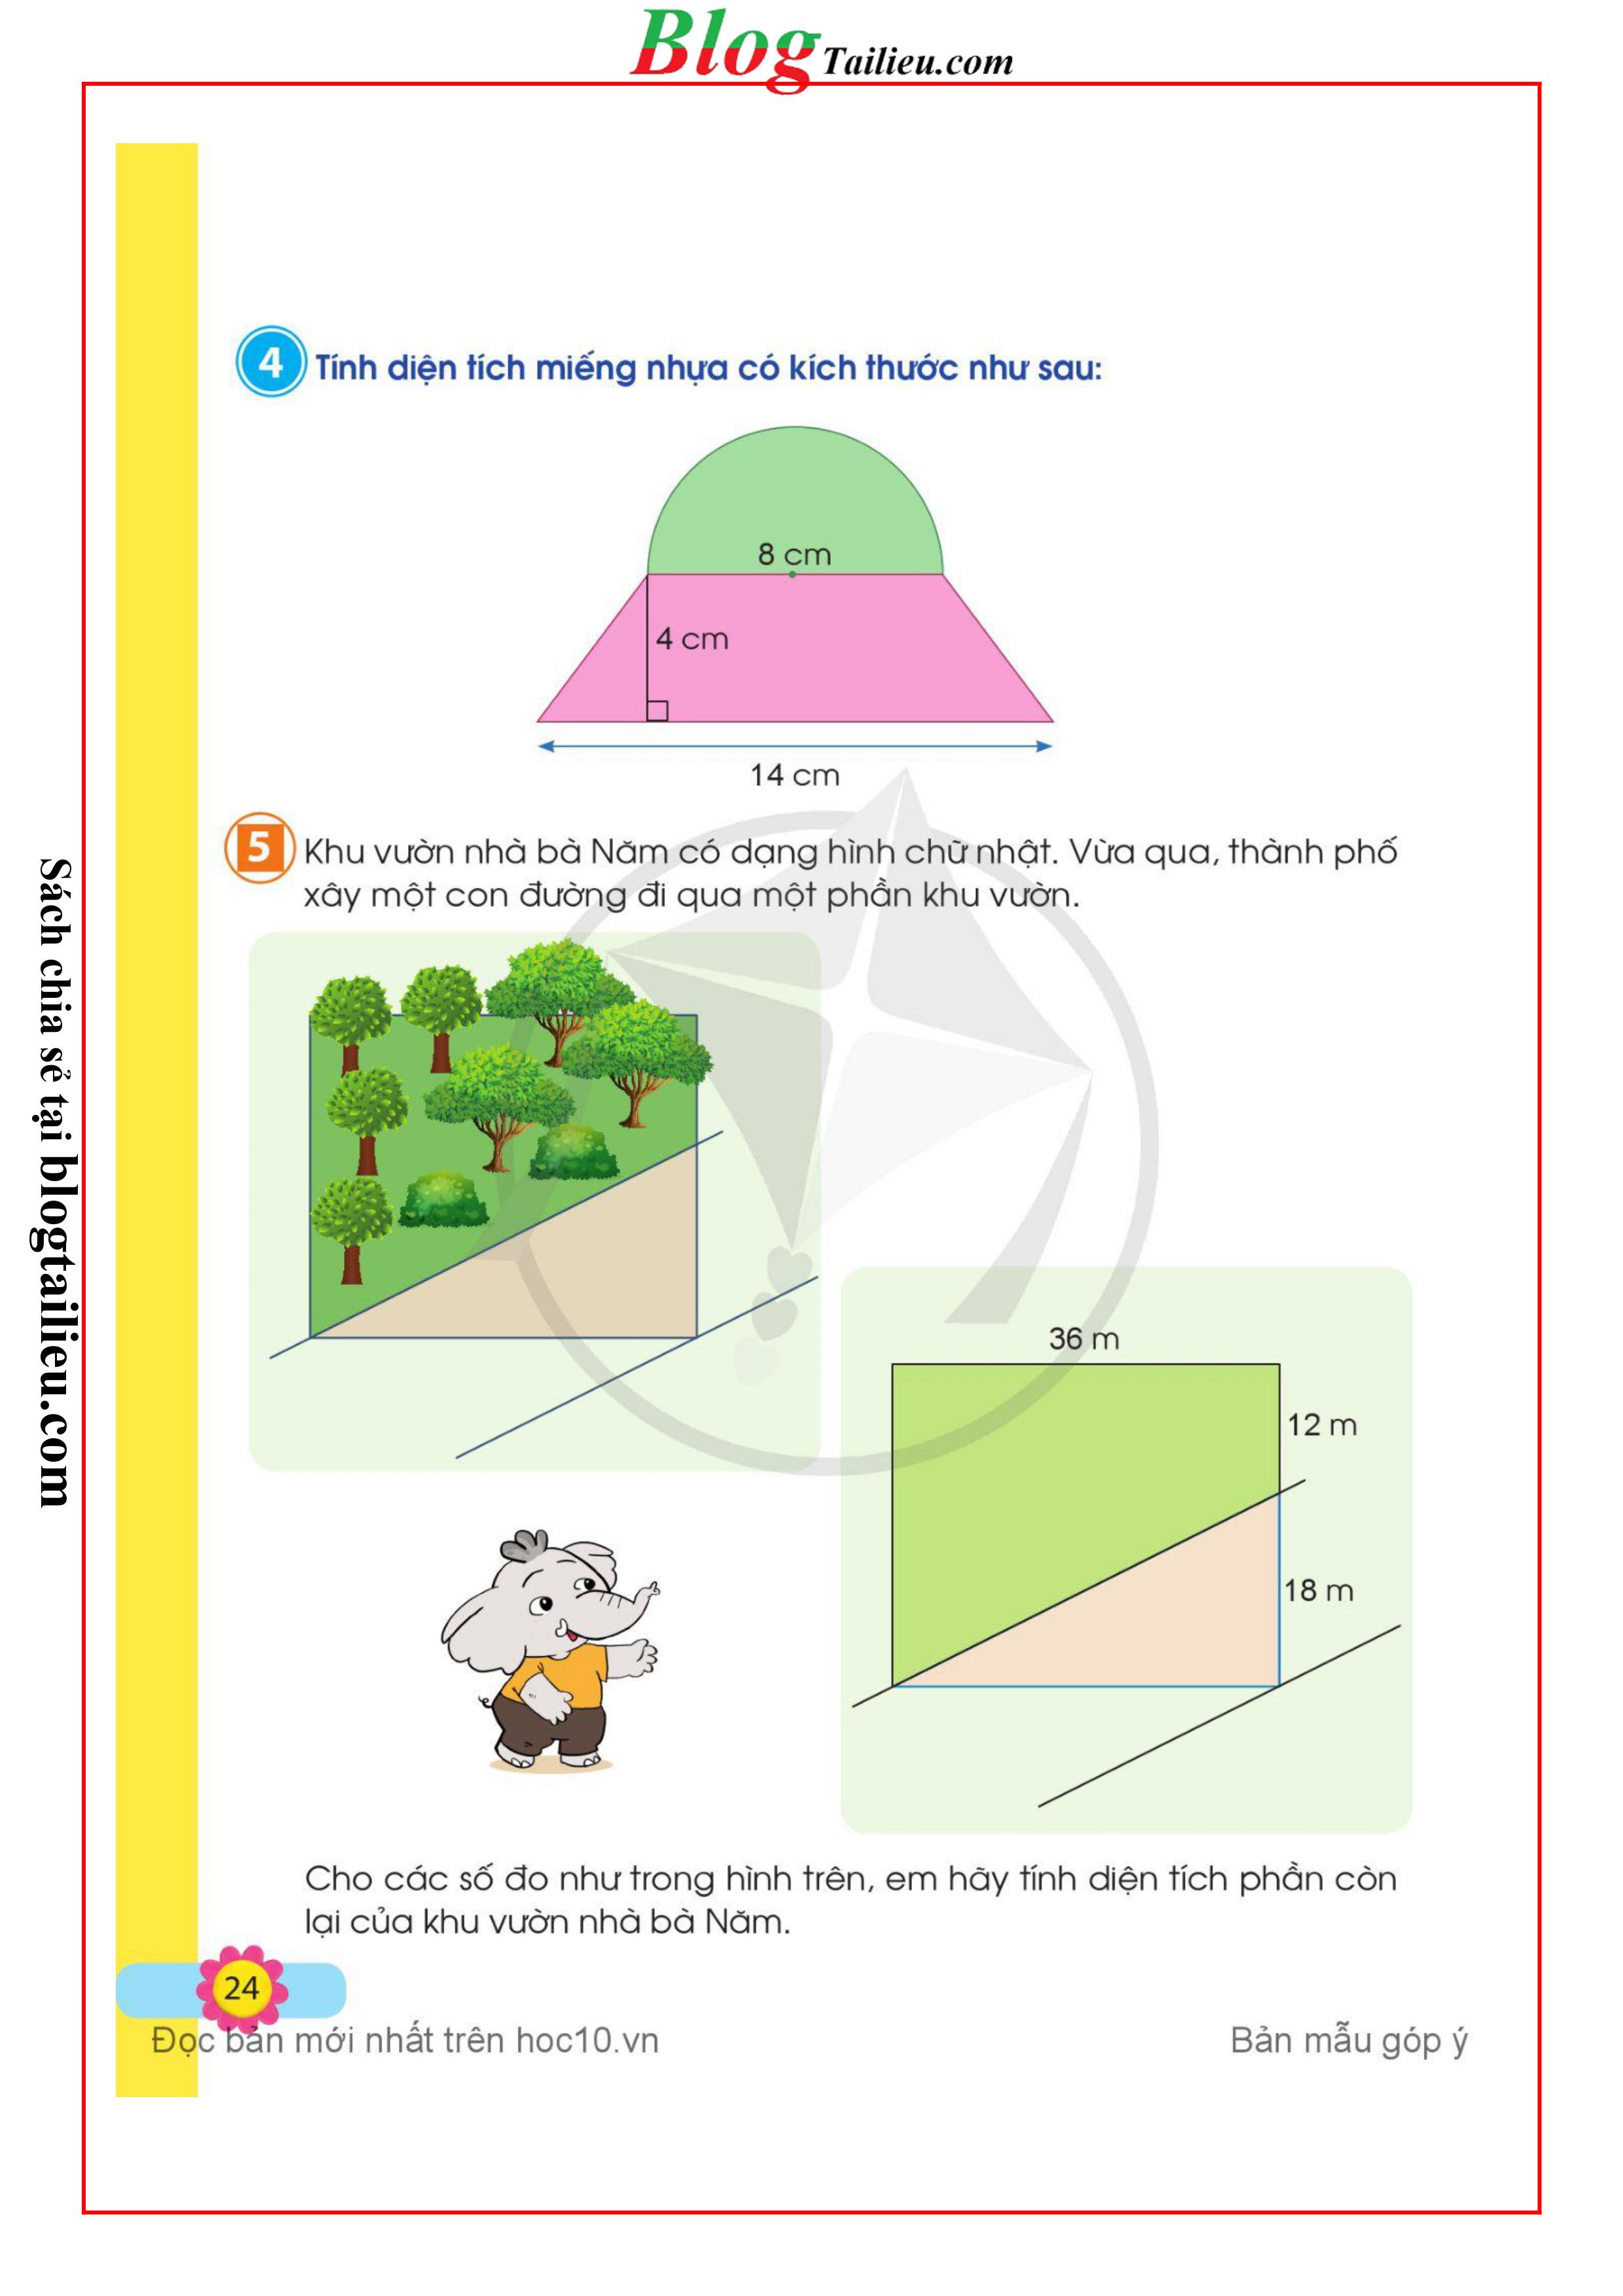 Blog Tailieu.com
Sách chia sẻ tại blogtailieu.com
4 Tính diện tích miếng nhựa có kích thước như sau:
8 cm
4 cm
14 cm
5 Khu vườn nhà bà Năm có dạng hình chữ nhật. Vừa qua, thành phố
xây một con đường đi qua một phần khu vườn.
36 m
12 m
18 m
Cho các số đo như trong hình trên, em hãy tính diện tích phần còn
lại của khu vườn nhà bà Năm.
24
Đọc bản mới nhất trên hoc10.vn
Bản mẫu góp ý